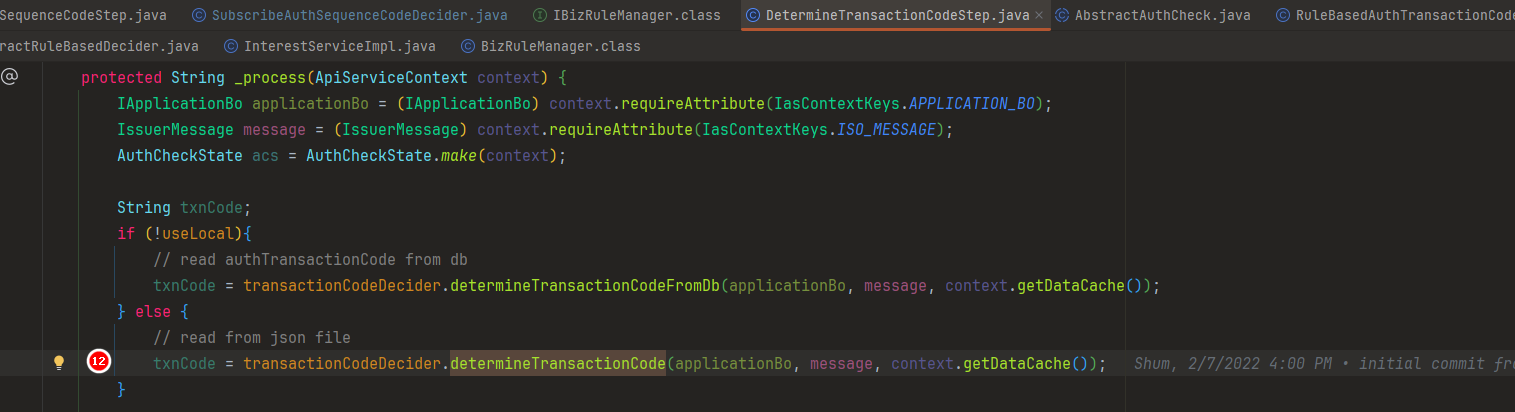 SequenceCodeStep.java SubscribeAuthSequenceCodeDecider.java IBizRuleManager.class DetermineTransactionCodeStep.java AbstractAuthCheck.java RuleBasedAuthTransactionCode
ractRuleBasedDecider.java InterestServiceImpl.java BizRuleManager.class
protected String _process(ApiServiceContext context) {
IApplicationBo applicationBo = (IApplicationBo) context.requireAttribute(IasContextKeys.APPLICATION_BO);
IssuerMessage message = (IssuerMessage) context.requireAttribute(IasContextKeys.ISO_MESSAGE);
AuthCheckState acs = AuthCheckState.make(context);
String txnCode;
if (!useLocal){
// read authTransactionCode from db
txnCode = transactionCodeDecider.determineTransactionCodeFromDb(applicationBo, message, context.getDataCache());
} else {
// read from json file
12 txnCode = transactionCodeDecider.determineTransactionCode(applicationBo, message, context.getDataCache()); Shum, 2/7/2022 4:00 PM • initial commit fro
}